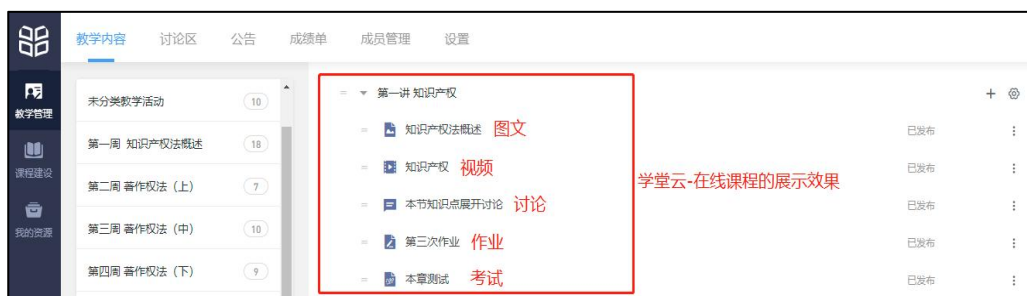 教学内容 讨论区 公告 成绩单 成员管理 设置
教学管理
课程建设
我的资源
未分类教学活动 10
第一周 知识产权法概述 18
第二周 著作权法（上） 7
第三周 著作权法（中） 10
第四周 著作权法（下） 9
第一讲 知识产权
知识产权法概述 图文 已发布
知识产权 视频 已发布
学堂云-在线课程的展示效果
本节知识点展开讨论 讨论 已发布
第三次作业 作业 已发布
本章测试 考试 已发布